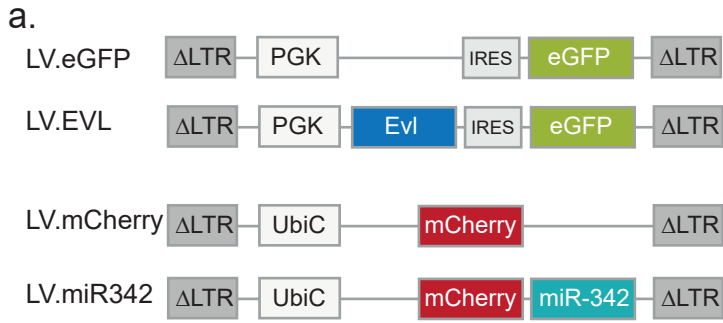 a.
LV.eGFP ΔLTR PGK IRES eGFP ΔLTR
LV.EVL ΔLTR PGK Evl IRES eGFP ΔLTR
LV.mCherry ΔLTR UbiC mCherry ΔLTR
LV.miR342 ΔLTR UbiC mCherry miR-342 ΔLTR